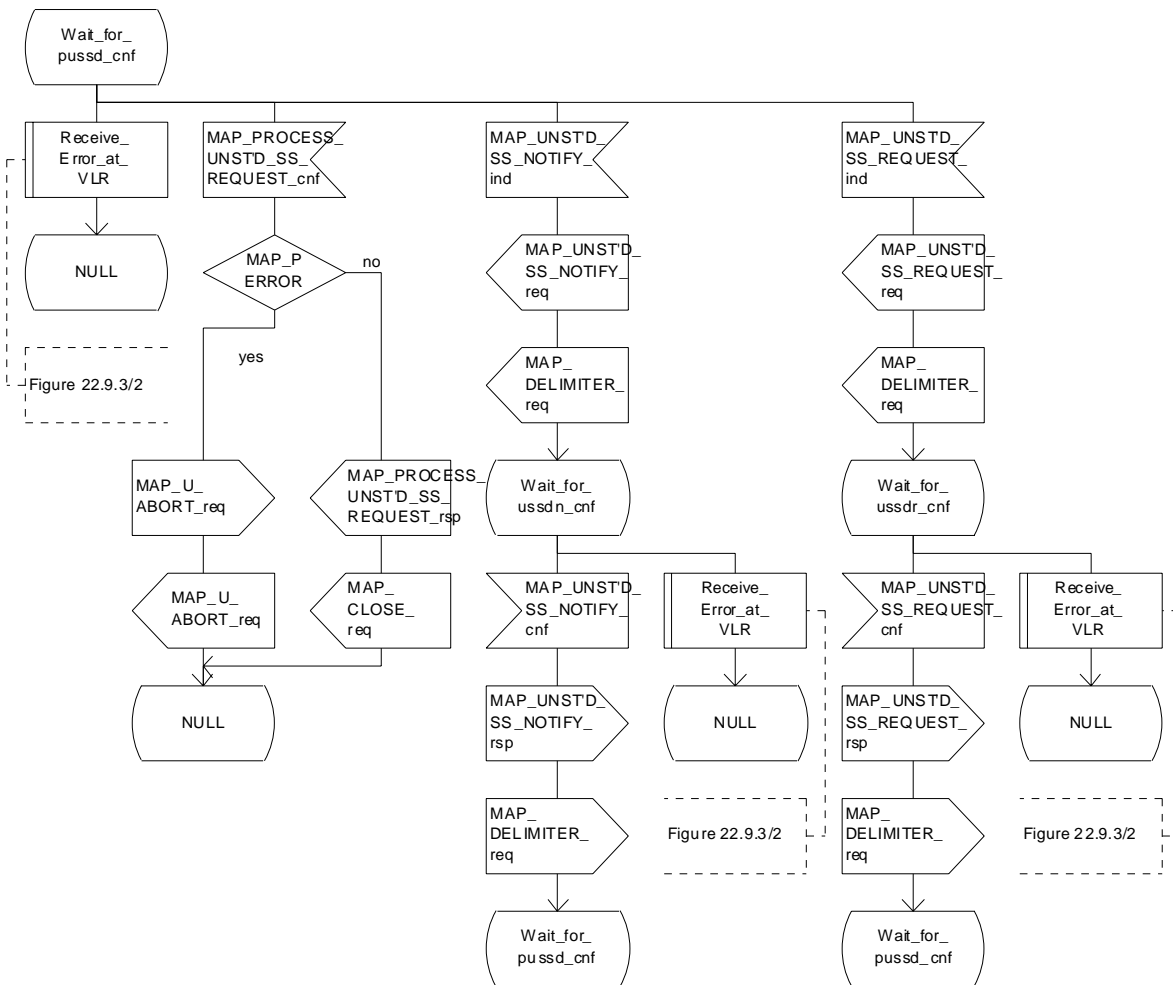 Wait_for_
pussd_cnf
Receive_
Error_at_
VLR
MAP_PROCESS_
UNST'D_SS_
REQUEST_cnf
MAP_UNST'D_
SS_NOTIFY_
ind
MAP_UNST'D_
SS_REQUEST_
ind
NULL
MAP_P
ERROR
no
yes
MAP_UNST'D_
SS_NOTIFY_
req
MAP_UNST'D_
SS_REQUEST_
req
Figure 22.9.3/2
MAP_
DELIMITER_
req
MAP_
DELIMITER_
req
MAP_U_
ABORT_req
MAP_PROCESS_
UNST'D_SS_
REQUEST_rsp
Wait_for_
ussdn_cnf
Wait_for_
ussdr_cnf
MAP_U_
ABORT_req
MAP_
CLOSE_
req
MAP_UNST'D_
SS_NOTIFY_
cnf
Receive_
Error_at_
VLR
MAP_UNST'D_
SS_REQUEST_
cnf
Receive_
Error_at_
VLR
NULL
MAP_UNST'D_
SS_NOTIFY_
rsp
NULL
MAP_UNST'D_
SS_REQUEST_
rsp
NULL
MAP_
DELIMITER_
req
Figure 22.9.3/2
MAP_
DELIMITER_
req
Figure 22.9.3/2
Wait_for_
pussd_cnf
Wait_for_
pussd_cnf